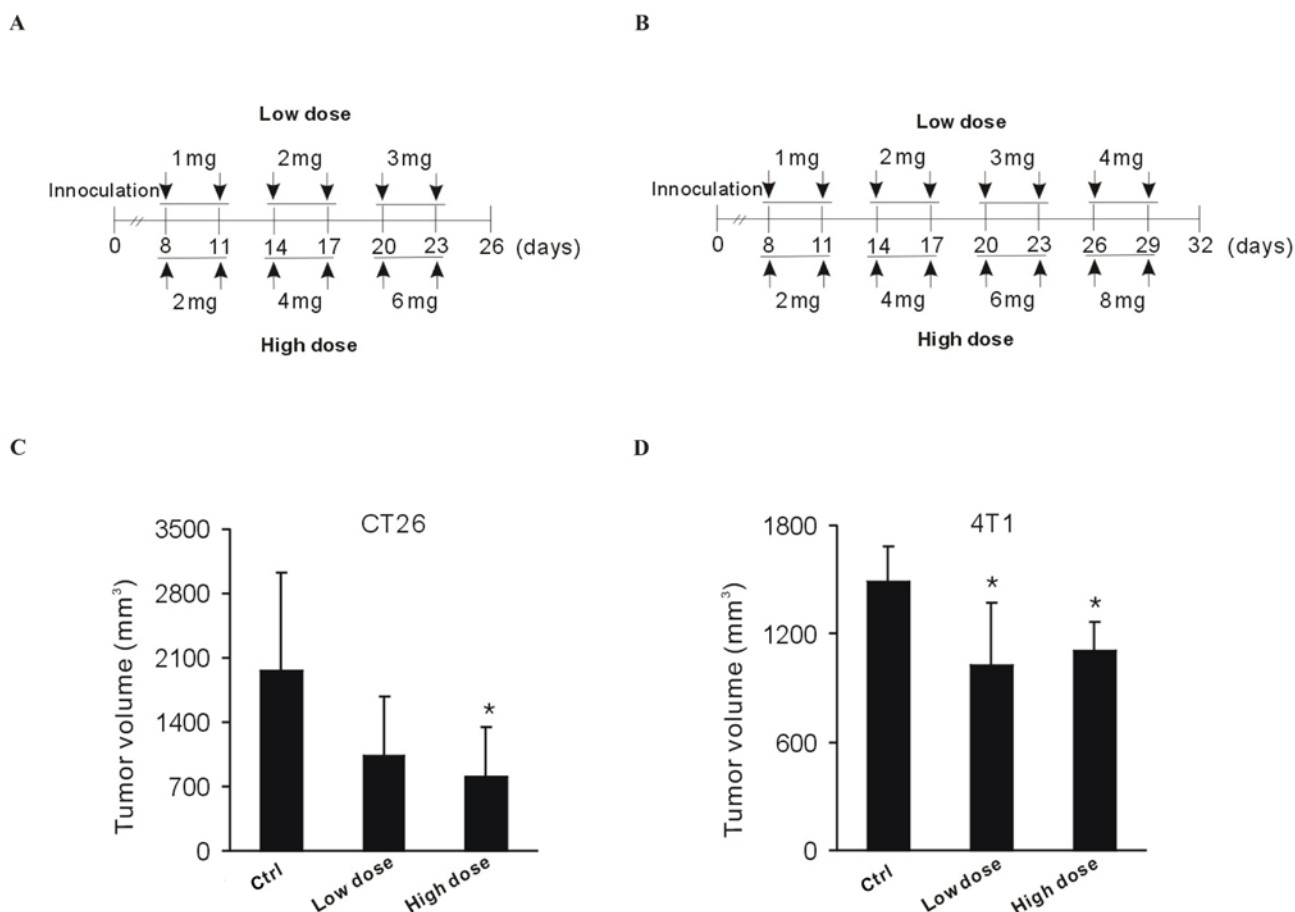 A
Low dose
1mg 2mg 3mg
Innoculation
0 8 11 14 17 20 23 26 (days)
2mg 4mg 6mg
High dose
B
Low dose
1mg 2mg 3mg 4mg
Innoculation
0 8 11 14 17 20 23 26 29 32 (days)
2mg 4mg 6mg 8mg
High dose
C
CT26
Tumor volume (mm³)
3500
2800
2100
1400
700
0
*
Ctrl Low dose High dose
D
4T1
Tumor volume (mm³)
1800
1200
600
0
* *
Ctrl Low dose High dose